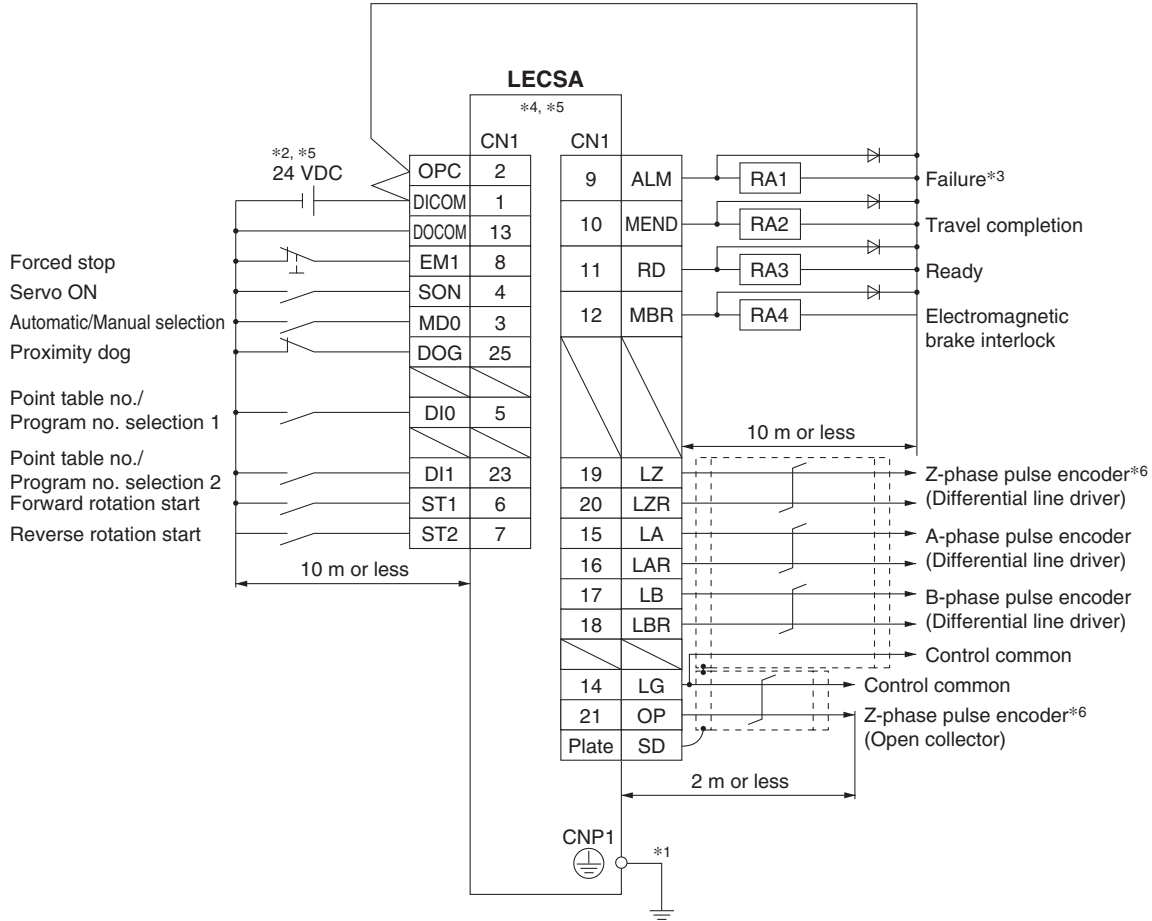 LECSA
*4, *5
CN1
CN1
*2, *5
24 VDC
OPC 2
DICOM 1
DOCOM 13
Forced stop EM1 8
Servo ON SON 4
Automatic/Manual selection MD0 3
Proximity dog DOG 25
Point table no./
Program no. selection 1 DI0 5
Point table no./
Program no. selection 2 DI1 23
Forward rotation start ST1 6
Reverse rotation start ST2 7
10 m or less
9 ALM RA1 Failure*3
10 MEND RA2 Travel completion
11 RD RA3 Ready
12 MBR RA4 Electromagnetic
brake interlock
10 m or less
19 LZ Z-phase pulse encoder*6
20 LZR (Differential line driver)
15 LA A-phase pulse encoder
16 LAR (Differential line driver)
17 LB B-phase pulse encoder
18 LBR (Differential line driver)
Control common
14 LG Control common
21 OP Z-phase pulse encoder*6
Plate SD (Open collector)
2 m or less
CNP1
*1